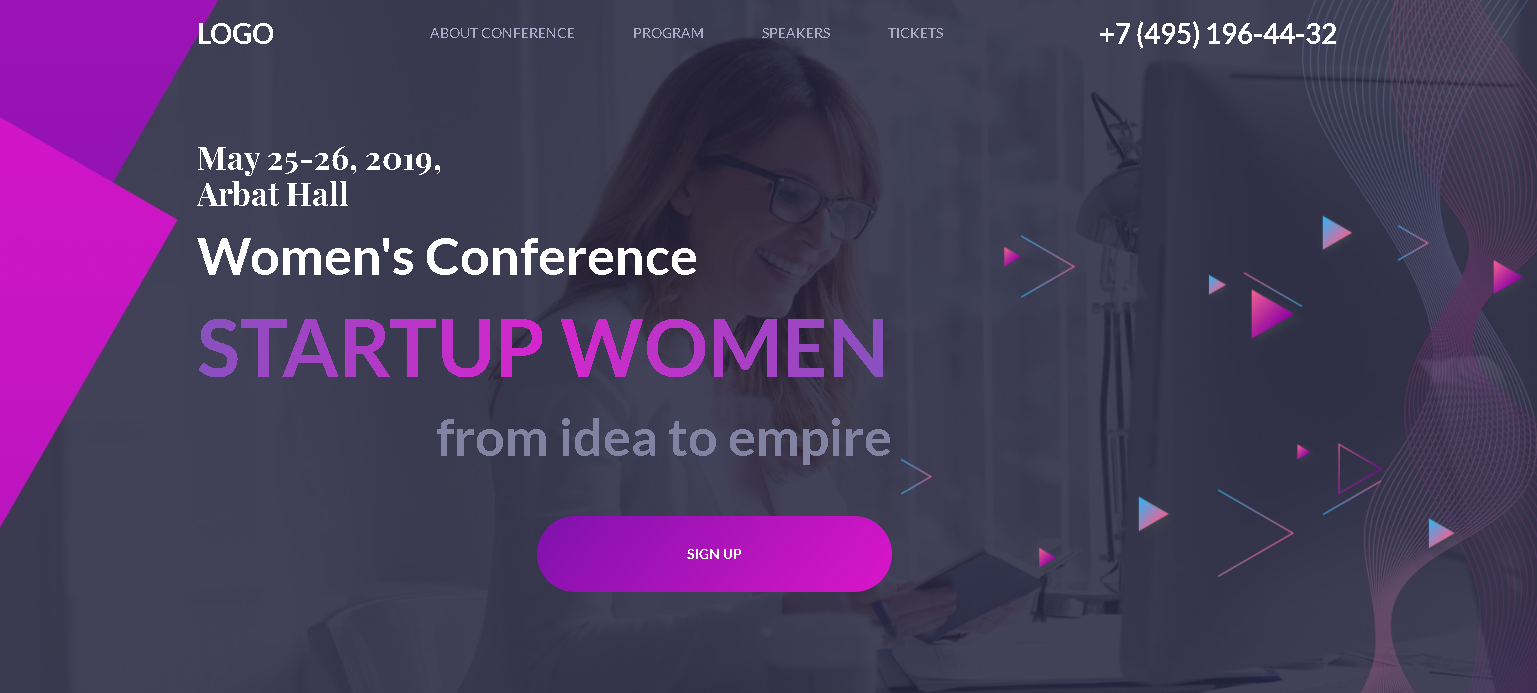 LOGO
ABOUT CONFERENCE
PROGRAM
SPEAKERS
TICKETS
+7 (495) 196-44-32
May 25-26, 2019,
Arbat Hall
Women's Conference
STARTUP WOMEN
from idea to empire
SIGN UP